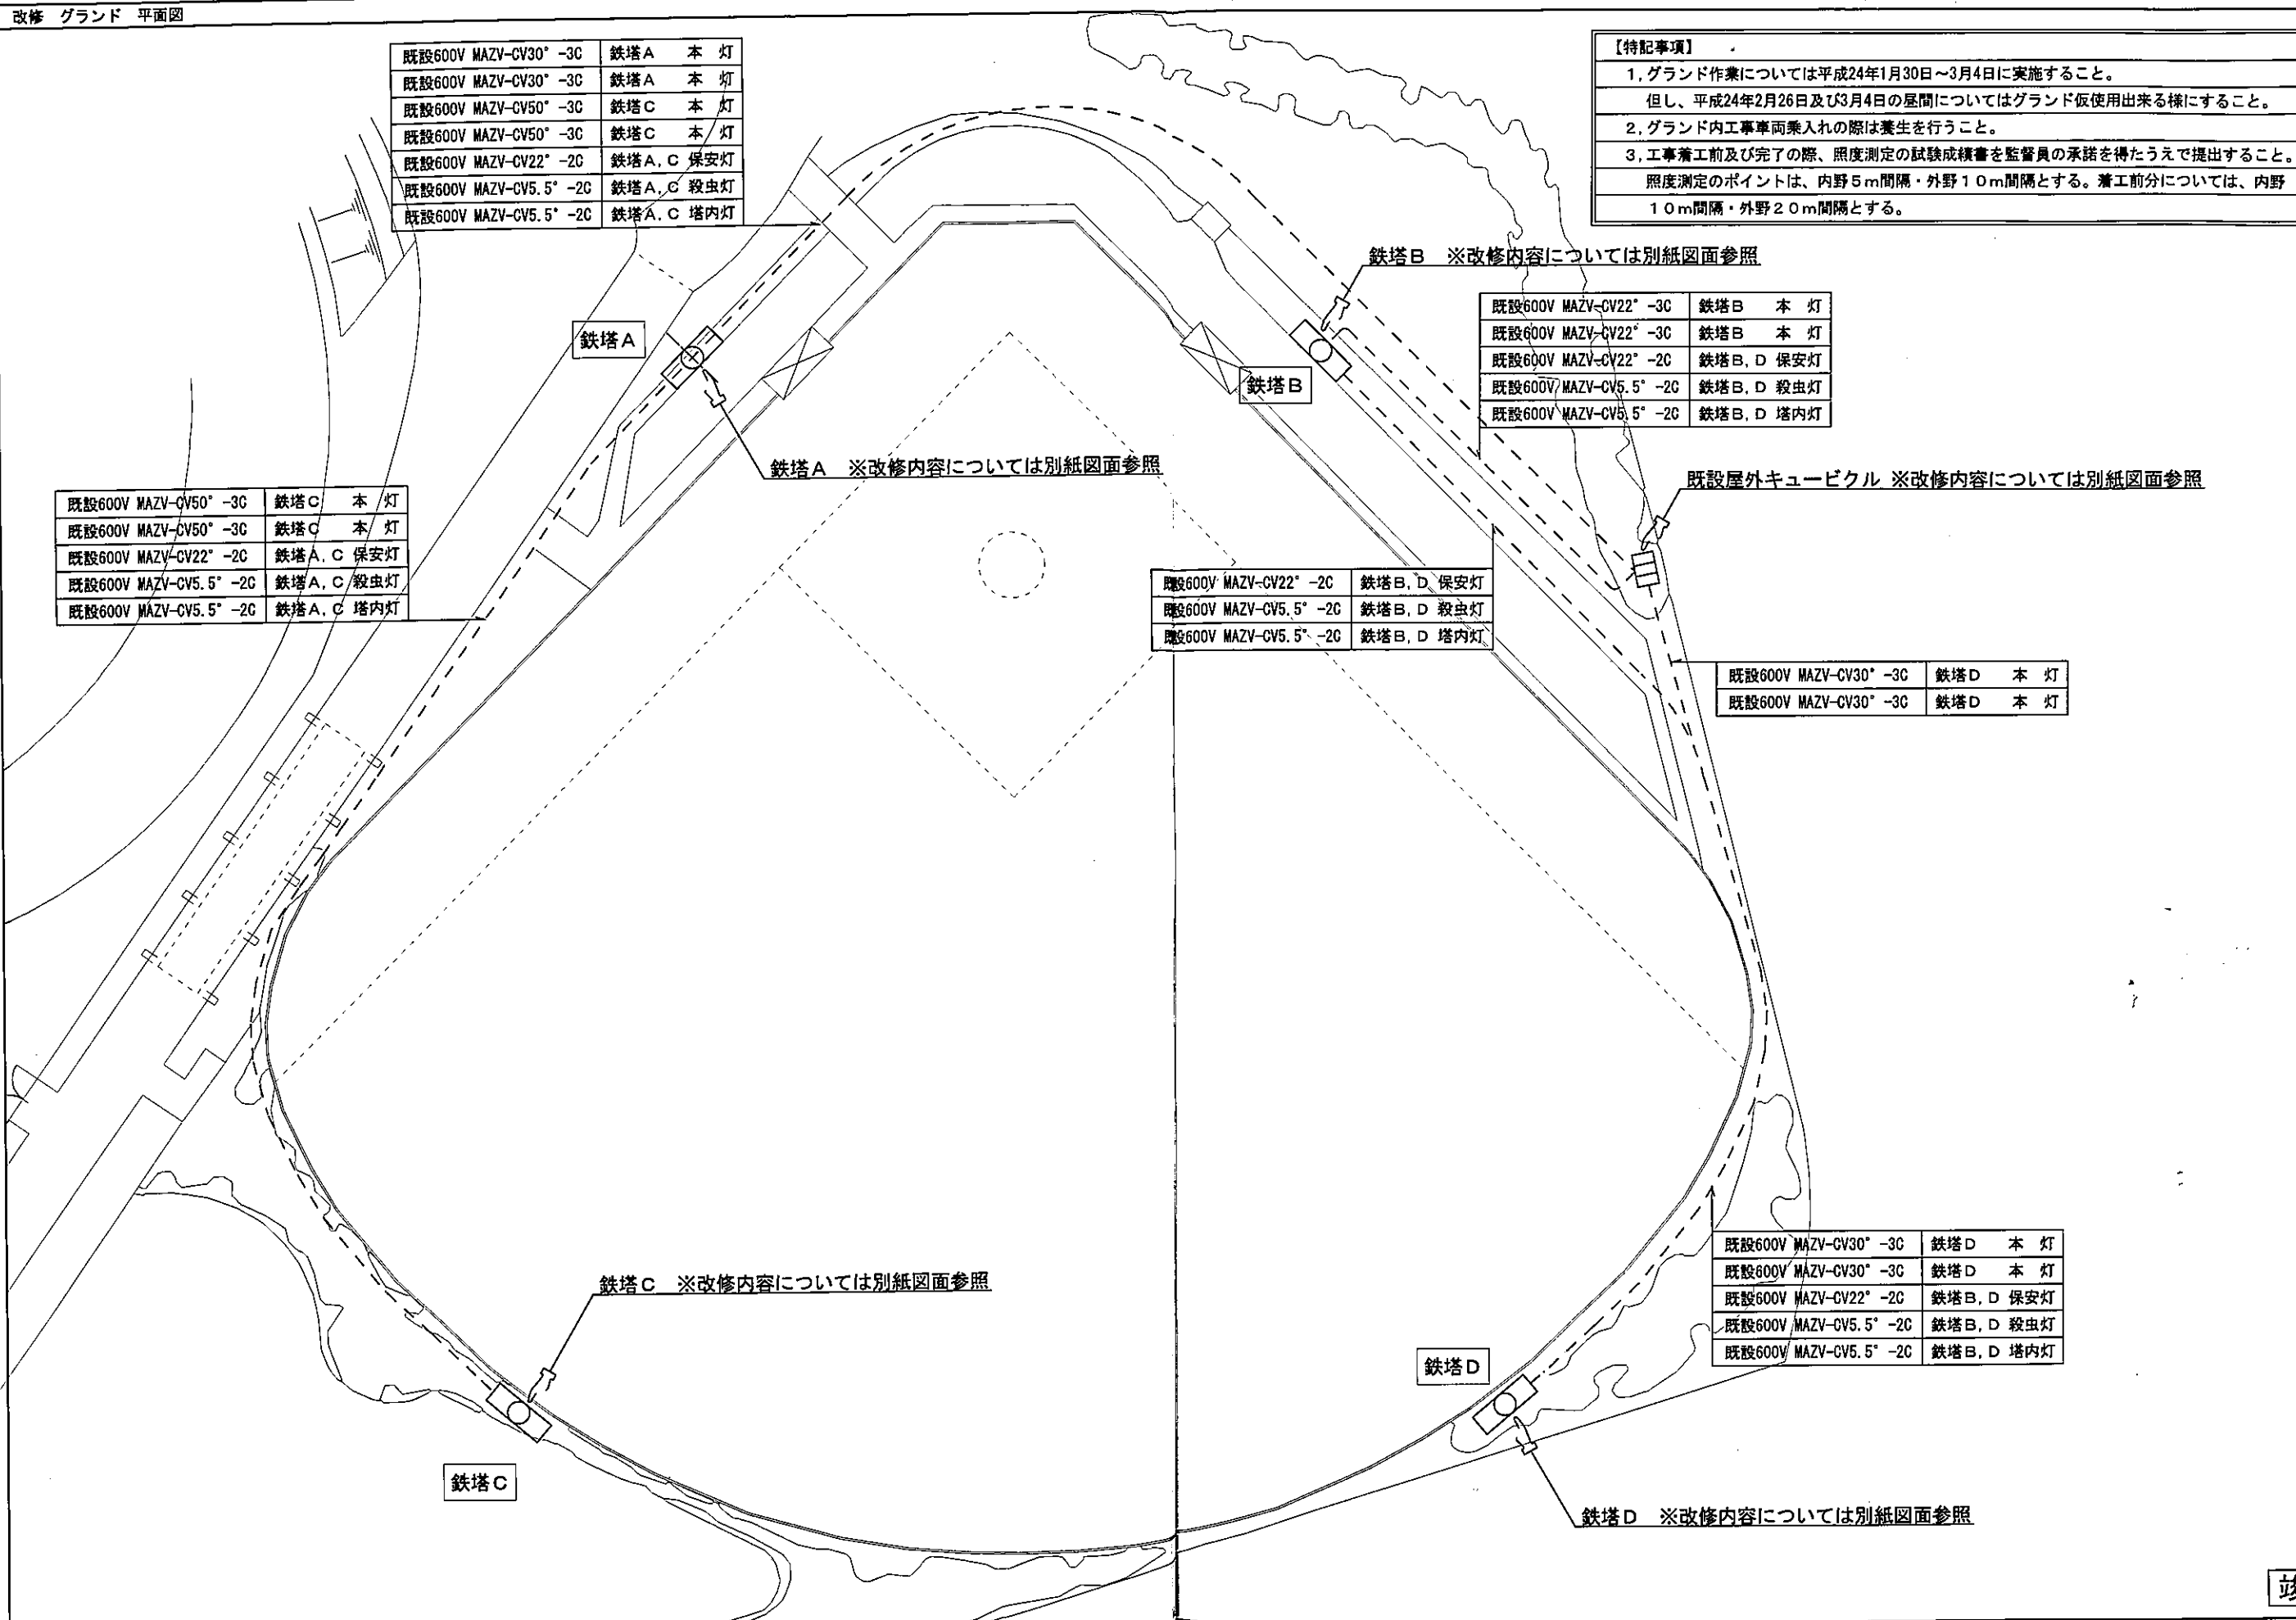 改修 グランド 平面図
既設600V MAZV-CV30° -3C 鉄塔A 本 灯
既設600V MAZV-CV30° -3C 鉄塔A 本 灯
既設600V MAZV-CV50° -3C 鉄塔C 本 灯
既設600V MAZV-CV50° -3C 鉄塔C 本 灯
既設600V MAZV-CV22° -2C 鉄塔A, C 保安灯
既設600V MAZV-CV5.5° -2C 鉄塔A, C 殺虫灯
既設600V MAZV-CV5.5° -2C 鉄塔A, C 塔内灯
【特記事項】
1, グランド作業については平成24年1月30日～3月4日に実施すること。
但し、平成24年2月26日及び3月4日の昼間についてはグランド仮使用出来る様にすること。
2, グランド内工事車両乗入れの際は養生を行うこと。
3, 工事着工前及び完了の際、照度測定の試験成績書を監督員の承諾を得たうえで提出すること。
照度測定のポイントは、内野5m間隔・外野10m間隔とする。着工前分については、内野
10m間隔・外野20m間隔とする。
鉄塔B ※改修内容については別紙図面参照
既設600V MAZV-CV22° -3C 鉄塔B 本 灯
既設600V MAZV-CV22° -3C 鉄塔B 本 灯
既設600V MAZV-CV22° -2C 鉄塔B, D 保安灯
既設600V MAZV-CV5.5° -2C 鉄塔B, D 殺虫灯
既設600V MAZV-CV5.5° -2C 鉄塔B, D 塔内灯
鉄塔A
鉄塔B
鉄塔A ※改修内容については別紙図面参照
既設屋外キュービクル ※改修内容については別紙図面参照
既設600V MAZV-CV50° -3C 鉄塔C 本 灯
既設600V MAZV-CV50° -3C 鉄塔C 本 灯
既設600V MAZV-CV22° -2C 鉄塔A, C 保安灯
既設600V MAZV-CV5.5° -2C 鉄塔A, C 殺虫灯
既設600V MAZV-CV5.5° -2C 鉄塔A, C 塔内灯
既設600V MAZV-CV22° -2C 鉄塔B, D 保安灯
既設600V MAZV-CV5.5° -2C 鉄塔B, D 殺虫灯
既設600V MAZV-CV5.5° -2C 鉄塔B, D 塔内灯
既設600V MAZV-CV30° -3C 鉄塔D 本 灯
既設600V MAZV-CV30° -3C 鉄塔D 本 灯
既設600V MAZV-CV30° -3C 鉄塔D 本 灯
既設600V MAZV-CV30° -3C 鉄塔D 本 灯
既設600V MAZV-CV22° -2C 鉄塔B, D 保安灯
既設600V MAZV-CV5.5° -2C 鉄塔B, D 殺虫灯
既設600V MAZV-CV5.5° -2C 鉄塔B, D 塔内灯
鉄塔C ※改修内容については別紙図面参照
鉄塔D
鉄塔C
鉄塔D ※改修内容については別紙図面参照